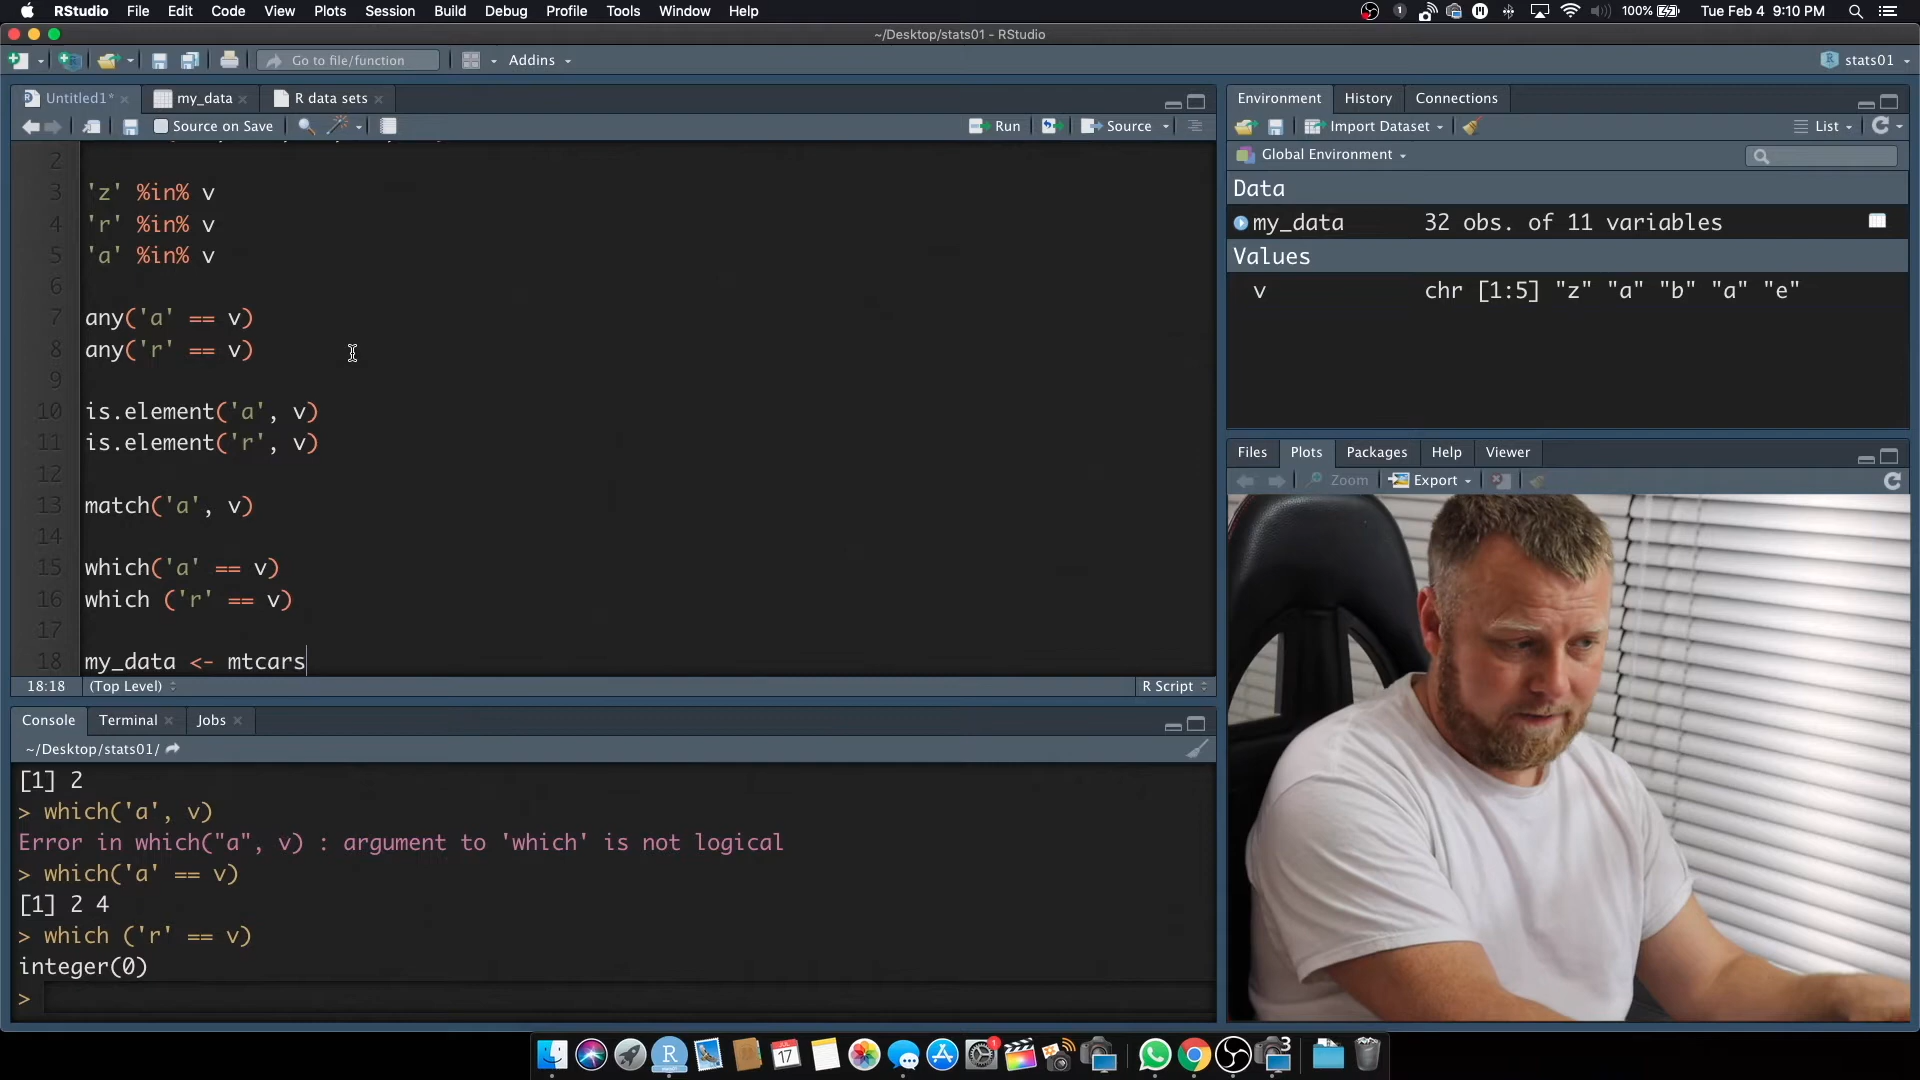 RStudio File Edit Code View Plots Session Build Debug Profile Tools Window Help 100% Tue Feb 4 9:10 PM
~/Desktop/stats01 - RStudio
Go to file/function Addins stats01
Untitled1* my_data R data sets
Source on Save Run Source
2
3 'z' %in% v
4 'r' %in% v
5 'a' %in% v
6
7 any('a' == v)
8 any('r' == v)
9
10 is.element('a', v)
11 is.element('r', v)
12
13 match('a', v)
14
15 which('a' == v)
16 which ('r' == v)
17
18 my_data <- mtcars
18:18 (Top Level) R Script
Console Terminal Jobs
~/Desktop/stats01/
[1] 2
> which('a', v)
Error in which("a", v) : argument to 'which' is not logical
> which('a' == v)
[1] 2 4
> which ('r' == v)
integer(0)
>
Environment History Connections
Import Dataset List
Global Environment
Data
my_data 32 obs. of 11 variables
Values
v chr [1:5] "z" "a" "b" "a" "e"
Files Plots Packages Help Viewer
Zoom Export
JUL
17
1
3